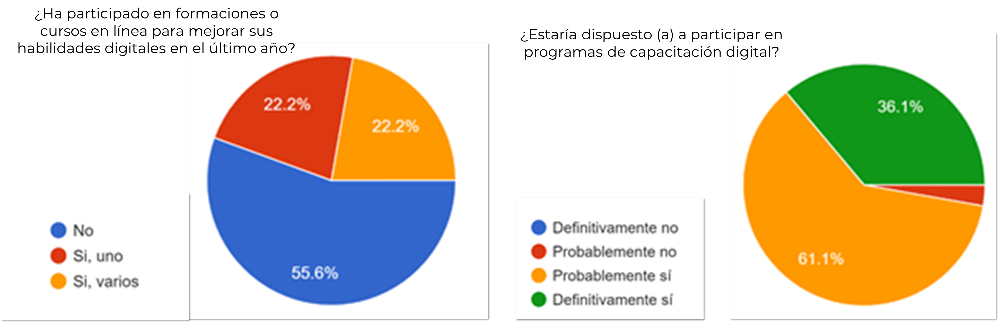 ¿Ha participado en formaciones o
cursos en línea para mejorar sus
habilidades digitales en el último año?
22.2%
22.2%
55.6%
No
Si, uno
Si, varios
¿Estaría dispuesto (a) a participar en
programas de capacitación digital?
36.1%
61.1%
Definitivamente no
Probablemente no
Probablemente sí
Definitivamente sí